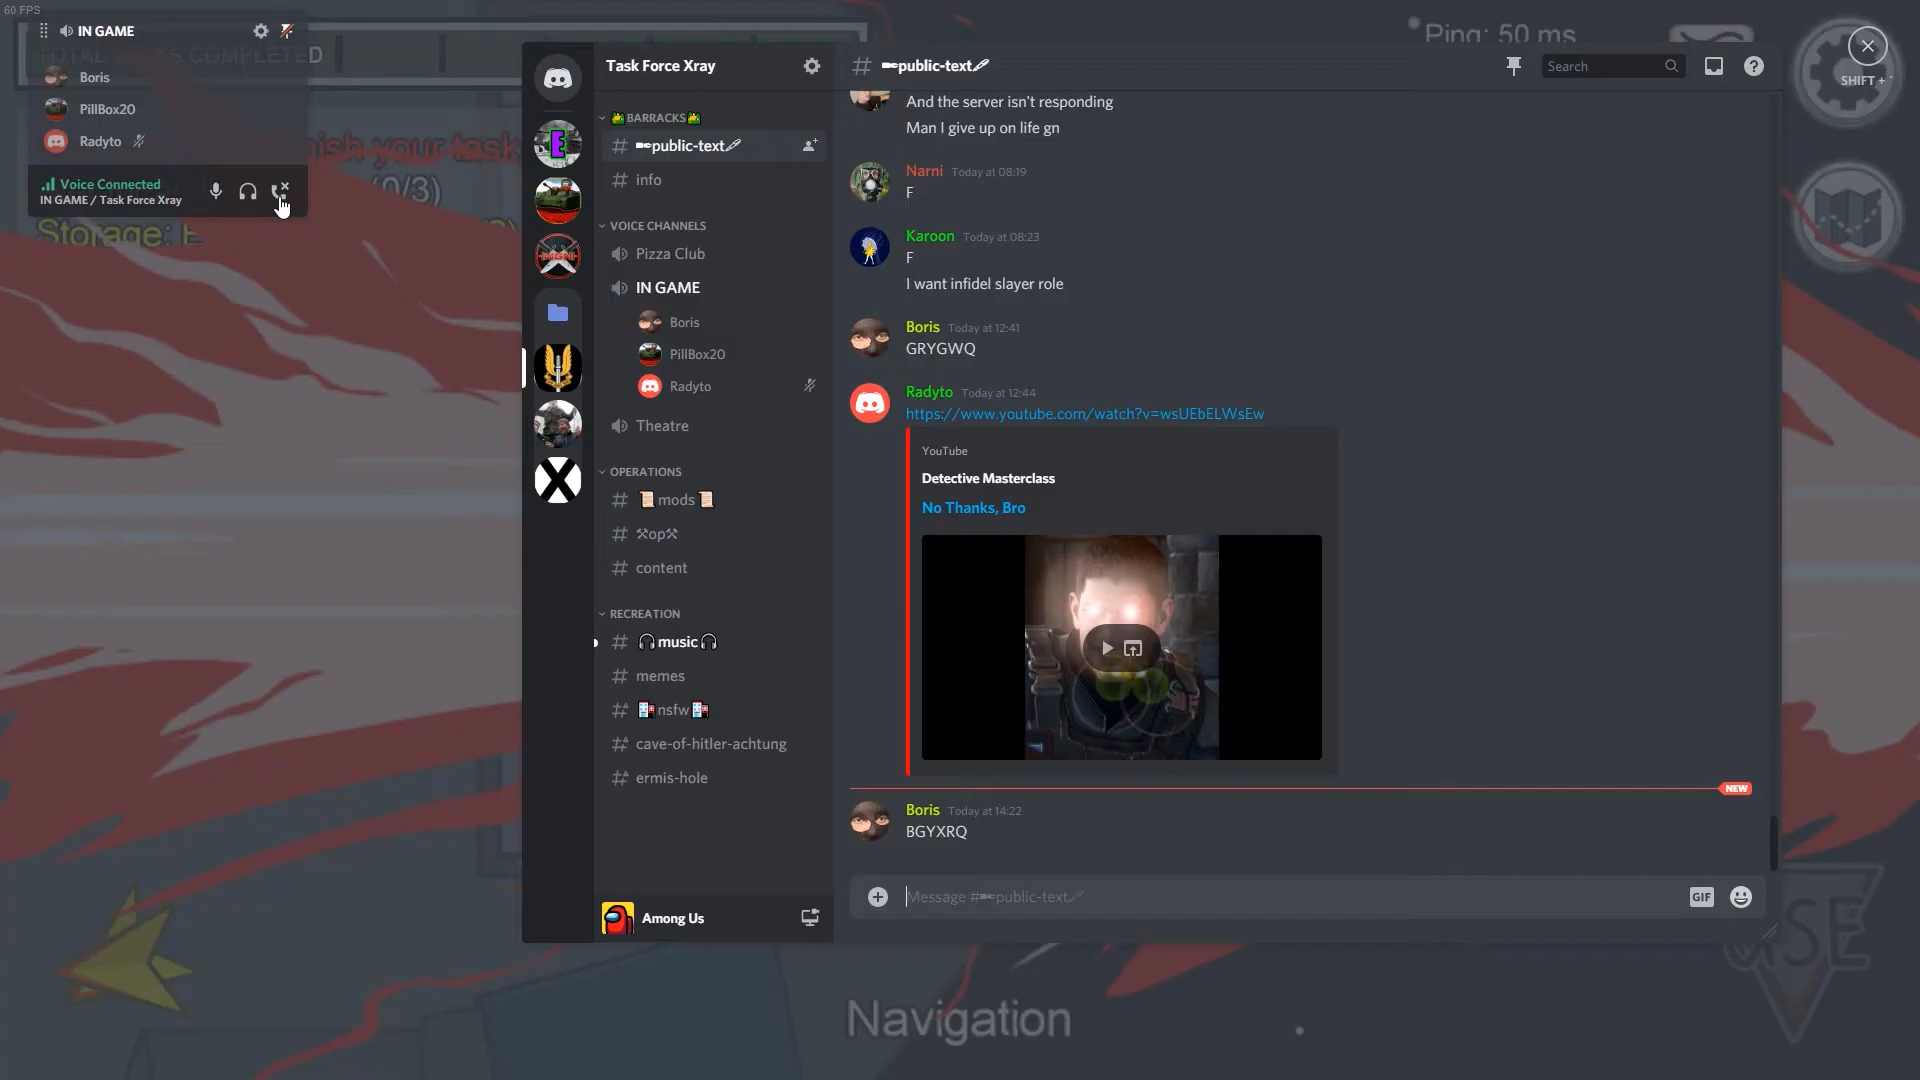 60 FPS
IN GAME
TOTAL TASKS COMPLETED
Boris
PillBox20
Radyto
Voice Connected
IN GAME / Task Force Xray
(0/3)
Storage:
Task Force Xray
BARRACKS
public-text
info
VOICE CHANNELS
Pizza Club
IN GAME
Boris
PillBox20
Radyto
Theatre
OPERATIONS
mods
⚒op⚒
content
RECREATION
music
memes
nsfw
cave-of-hitler-achtung
ermis-hole
Among Us
public-text
Search
Ping: 50 ms
SHIFT +
And the server isn't responding
Man I give up on life gn
Narni Today at 08:19
F
Karoon Today at 08:23
F
I want infidel slayer role
Boris Today at 12:41
GRYGWQ
Radyto Today at 12:44
https://www.youtube.com/watch?v=wsUEbELWsEw
YouTube
Detective Masterclass
No Thanks, Bro
NEW
Boris Today at 14:22
BGYXRQ
Message #public-text
GIF
Navigation